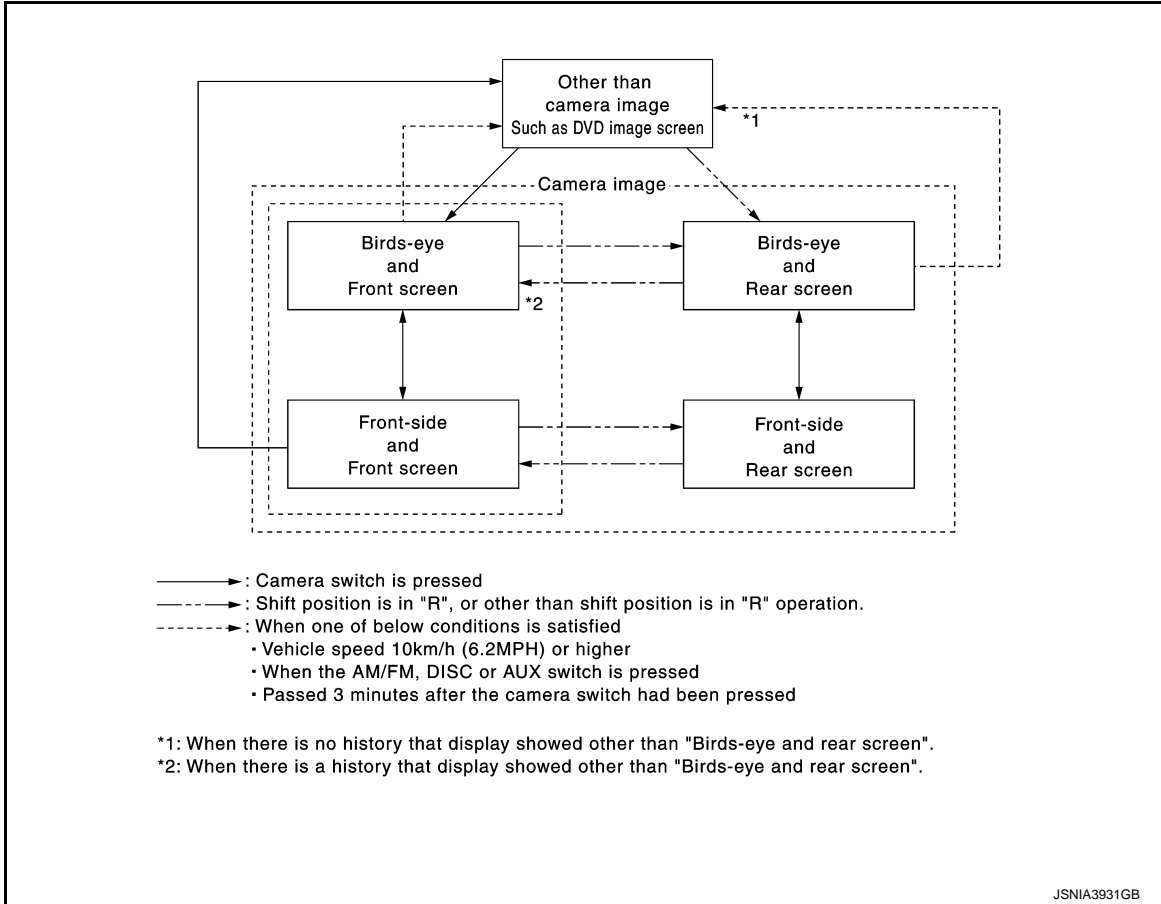 Other than
camera image
Such as DVD image screen
*1
Camera image
Birds-eye
and
Front screen
Birds-eye
and
Rear screen
*2
Front-side
and
Front screen
Front-side
and
Rear screen
: Camera switch is pressed
: Shift position is in "R", or other than shift position is in "R" operation.
: When one of below conditions is satisfied
・Vehicle speed 10km/h (6.2MPH) or higher
・When the AM/FM, DISC or AUX switch is pressed
・Passed 3 minutes after the camera switch had been pressed
*1: When there is no history that display showed other than "Birds-eye and rear screen".
*2: When there is a history that display showed other than "Birds-eye and rear screen".
JSNIA3931GB